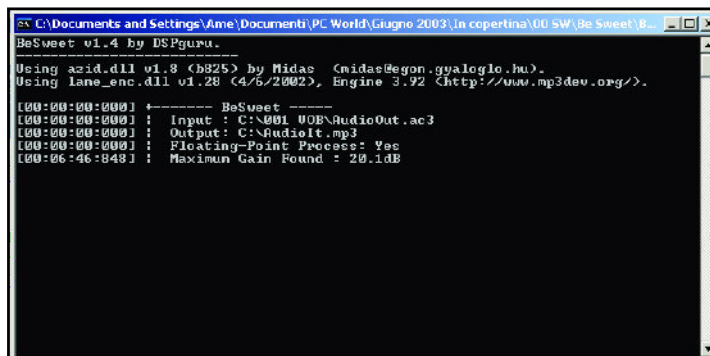 C:\Documents and Settings\Ame\Documenti\PC World\Giugno 2003\In copertina\00 SW\Be Sweet\B...
BeSweet v1.4 by DSPguru.
--------------------------
Using azid.dll v1.8 (b825) by Midas (midas@egon.gyaloglo.hu).
Using lame_enc.dll v1.28 (4/6/2002), Engine 3.92 (http://www.mp3dev.org/).
[00:00:00:000] +------- BeSweet -----
[00:00:00:000] | Input : C:\001 VOB\AudioOut.ac3
[00:00:00:000] | Output: C:\AudioIt.mp3
[00:00:00:000] | Floating-Point Process: Yes
[00:06:46:848] | Maximum Gain Found : 20.1dB